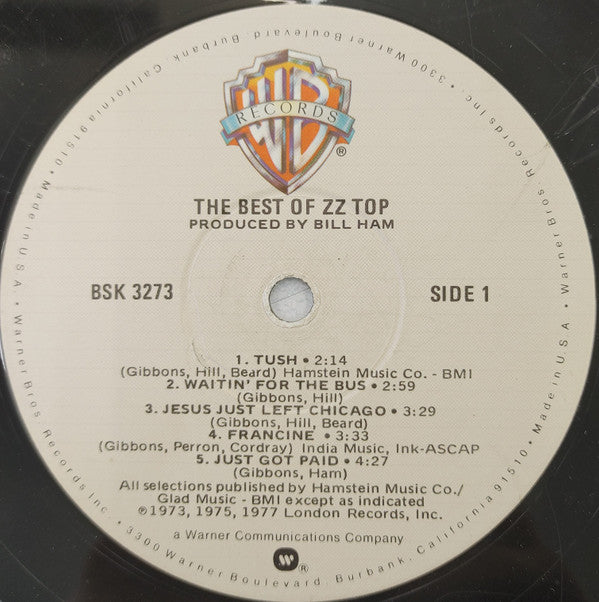 WB
RECORDS
®
THE BEST OF ZZ TOP
PRODUCED BY BILL HAM
BSK 3273
SIDE 1
1. TUSH • 2:14
(Gibbons, Hill, Beard) Hamstein Music Co. - BMI
2. WAITIN' FOR THE BUS • 2:59
(Gibbons, Hill)
3. JESUS JUST LEFT CHICAGO • 3:29
(Gibbons, Hill, Beard)
4. FRANCINE • 3:33
(Gibbons, Perron, Cordray) India Music, Ink-ASCAP
5. JUST GOT PAID • 4:27
(Gibbons, Ham)
All selections published by Hamstein Music Co./
Glad Music - BMI except as indicated
℗1973, 1975, 1977 London Records, Inc.
a Warner Communications Company
W ®
Warner Bros. Records Inc. • 3300 Warner Boulevard, Burbank, California 91510 • Made in U.S.A. • Warner Bros. Records Inc. • 3300 Warner Boulevard, Burbank, California 91510 • Made in U.S.A. •